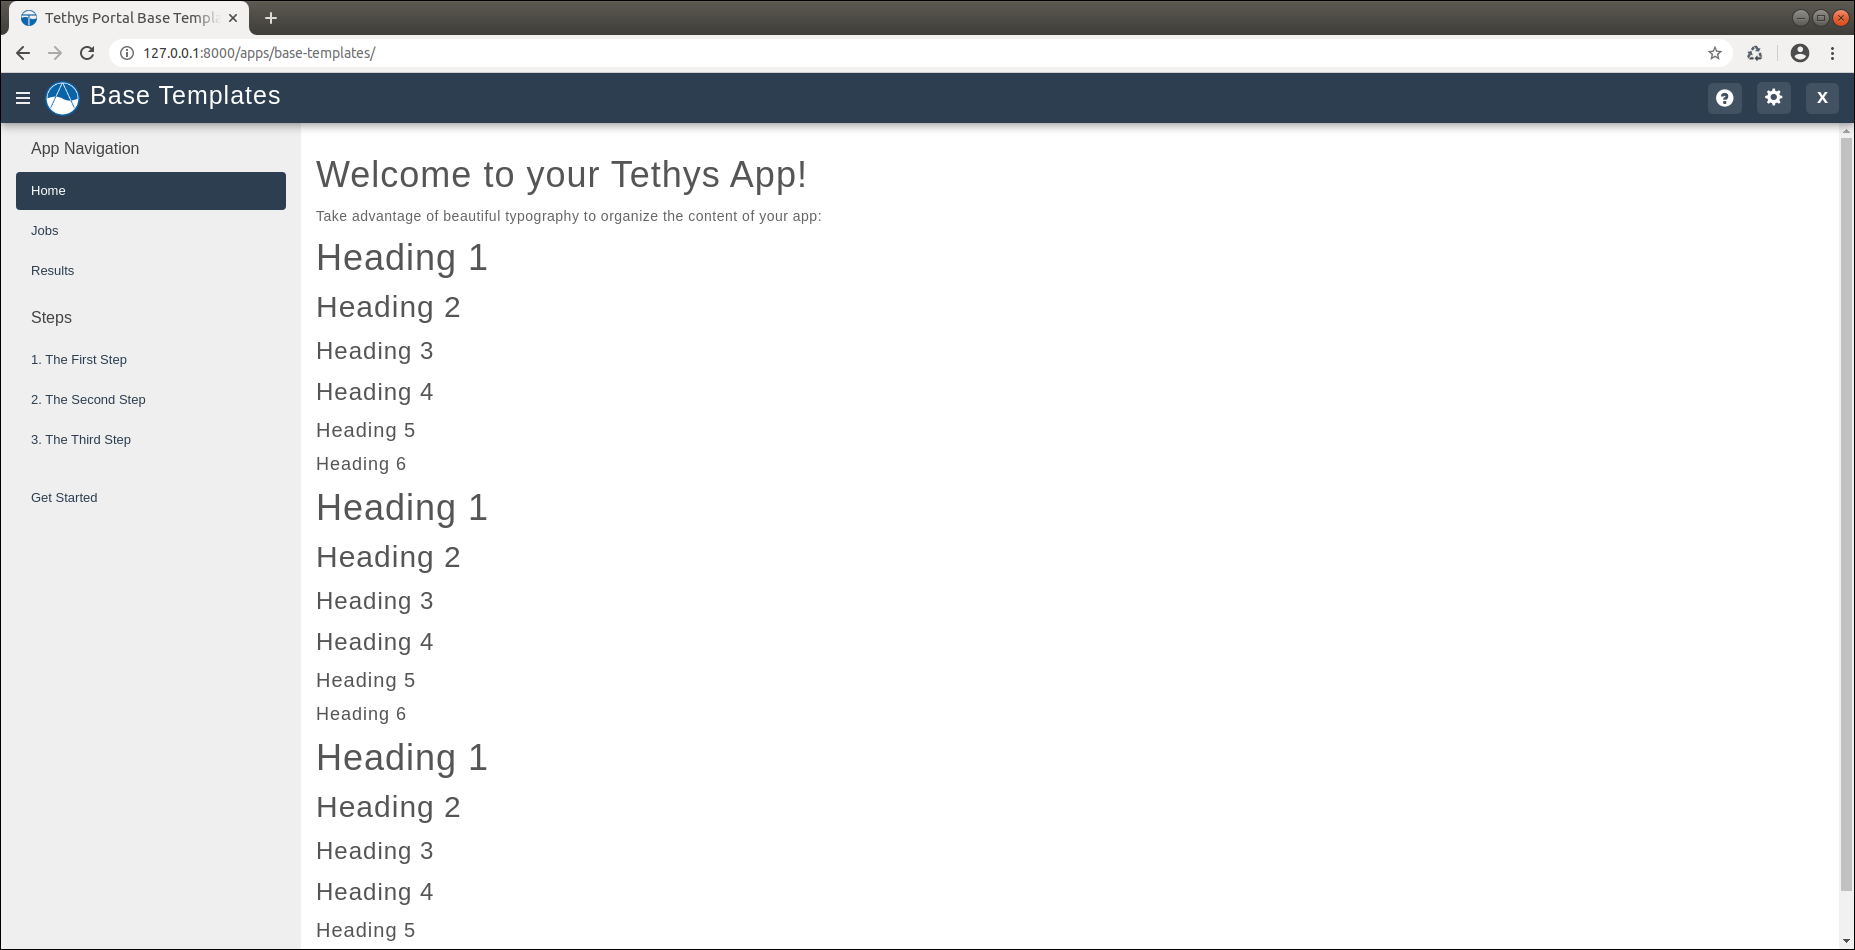 Tethys Portal Base Templa
127.0.0.1:8000/apps/base-templates/
Base Templates
X
App Navigation
Home
Jobs
Results
Steps
1. The First Step
2. The Second Step
3. The Third Step
Get Started
Welcome to your Tethys App!
Take advantage of beautiful typography to organize the content of your app:
Heading 1
Heading 2
Heading 3
Heading 4
Heading 5
Heading 6
Heading 1
Heading 2
Heading 3
Heading 4
Heading 5
Heading 6
Heading 1
Heading 2
Heading 3
Heading 4
Heading 5